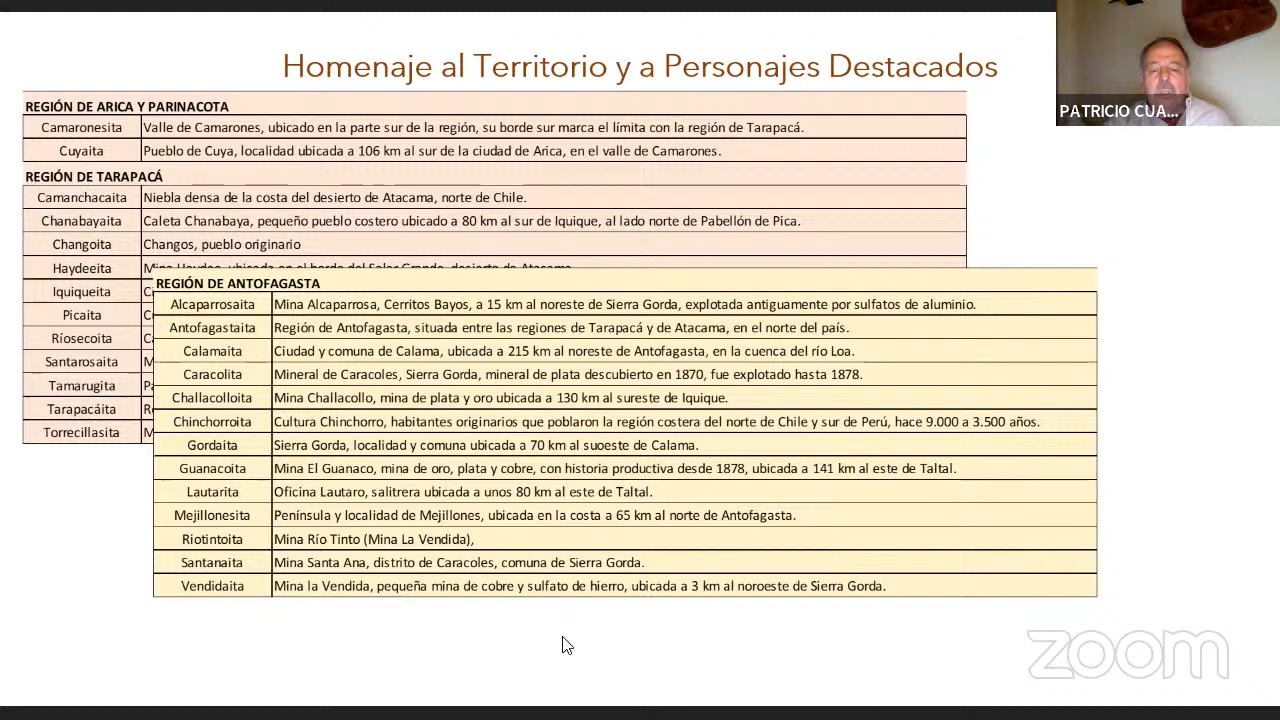 Homenaje al Territorio y a Personajes Destacados
PATRICIO CUA...
REGIÓN DE ARICA Y PARINACOTA
Camaronesita Valle de Camarones, ubicado en la parte sur de la región, su borde sur marca el límita con la región de Tarapacá.
Cuyaita Pueblo de Cuya, localidad ubicada a 106 km al sur de la ciudad de Arica, en el valle de Camarones.
REGIÓN DE TARAPACÁ
Camanchacaita Niebla densa de la costa del desierto de Atacama, norte de Chile.
Chanabayaita Caleta Chanabaya, pequeño pueblo costero ubicado a 80 km al sur de Iquique, al lado norte de Pabellón de Pica.
Changoita Changos, pueblo originario
Haydeeita Mina Haydee, ubicada en el borde del Salar Grande, desierto de Atacama
Iquiqueita
Picaita
Ríosecoita
Santarosaita
Tamarugita
Tarapacáita
Torrecillasita
REGIÓN DE ANTOFAGASTA
Alcaparrosaita Mina Alcaparrosa, Cerritos Bayos, a 15 km al noreste de Sierra Gorda, explotada antiguamente por sulfatos de aluminio.
Antofagastaita Región de Antofagasta, situada entre las regiones de Tarapacá y de Atacama, en el norte del país.
Calamaita Ciudad y comuna de Calama, ubicada a 215 km al noreste de Antofagasta, en la cuenca del río Loa.
Caracolita Mineral de Caracoles, Sierra Gorda, mineral de plata descubierto en 1870, fue explotado hasta 1878.
Challacolloita Mina Challacollo, mina de plata y oro ubicada a 130 km al sureste de Iquique.
Chinchorroita Cultura Chinchorro, habitantes originarios que poblaron la región costera del norte de Chile y sur de Perú, hace 9.000 a 3.500 años.
Gordaita Sierra Gorda, localidad y comuna ubicada a 70 km al suoeste de Calama.
Guanacoita Mina El Guanaco, mina de oro, plata y cobre, con historia productiva desde 1878, ubicada a 141 km al este de Taltal.
Lautarita Oficina Lautaro, salitrera ubicada a unos 80 km al este de Taltal.
Mejillonesita Península y localidad de Mejillones, ubicada en la costa a 65 km al norte de Antofagasta.
Riotintoita Mina Río Tinto (Mina La Vendida),
Santanaita Mina Santa Ana, distrito de Caracoles, comuna de Sierra Gorda.
Vendidaita Mina la Vendida, pequeña mina de cobre y sulfato de hierro, ubicada a 3 km al noroeste de Sierra Gorda.
zoom